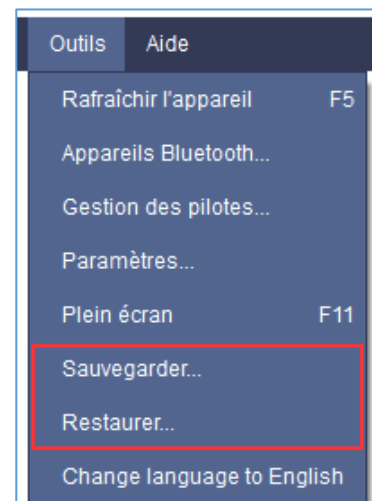 Outils Aide
Rafraîchir l'appareil F5
Appareils Bluetooth...
Gestion des pilotes...
Paramètres...
Plein écran F11
Sauvegarder...
Restaurer...
Change language to English